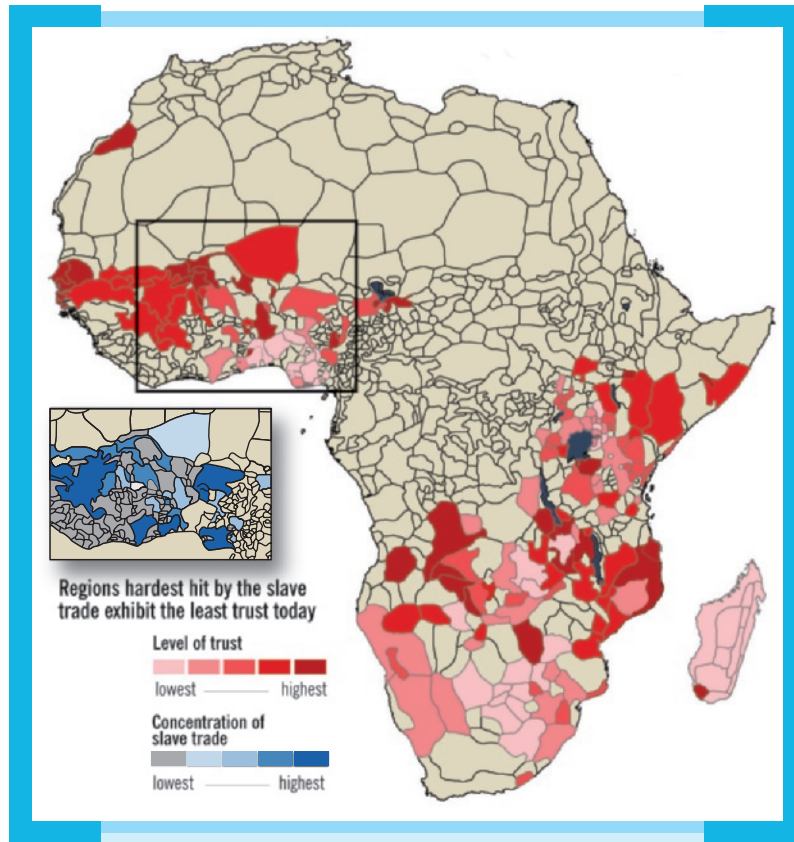 Regions hardest hit by the slave
trade exhibit the least trust today
Level of trust
lowest highest
Concentration of
slave trade
lowest highest